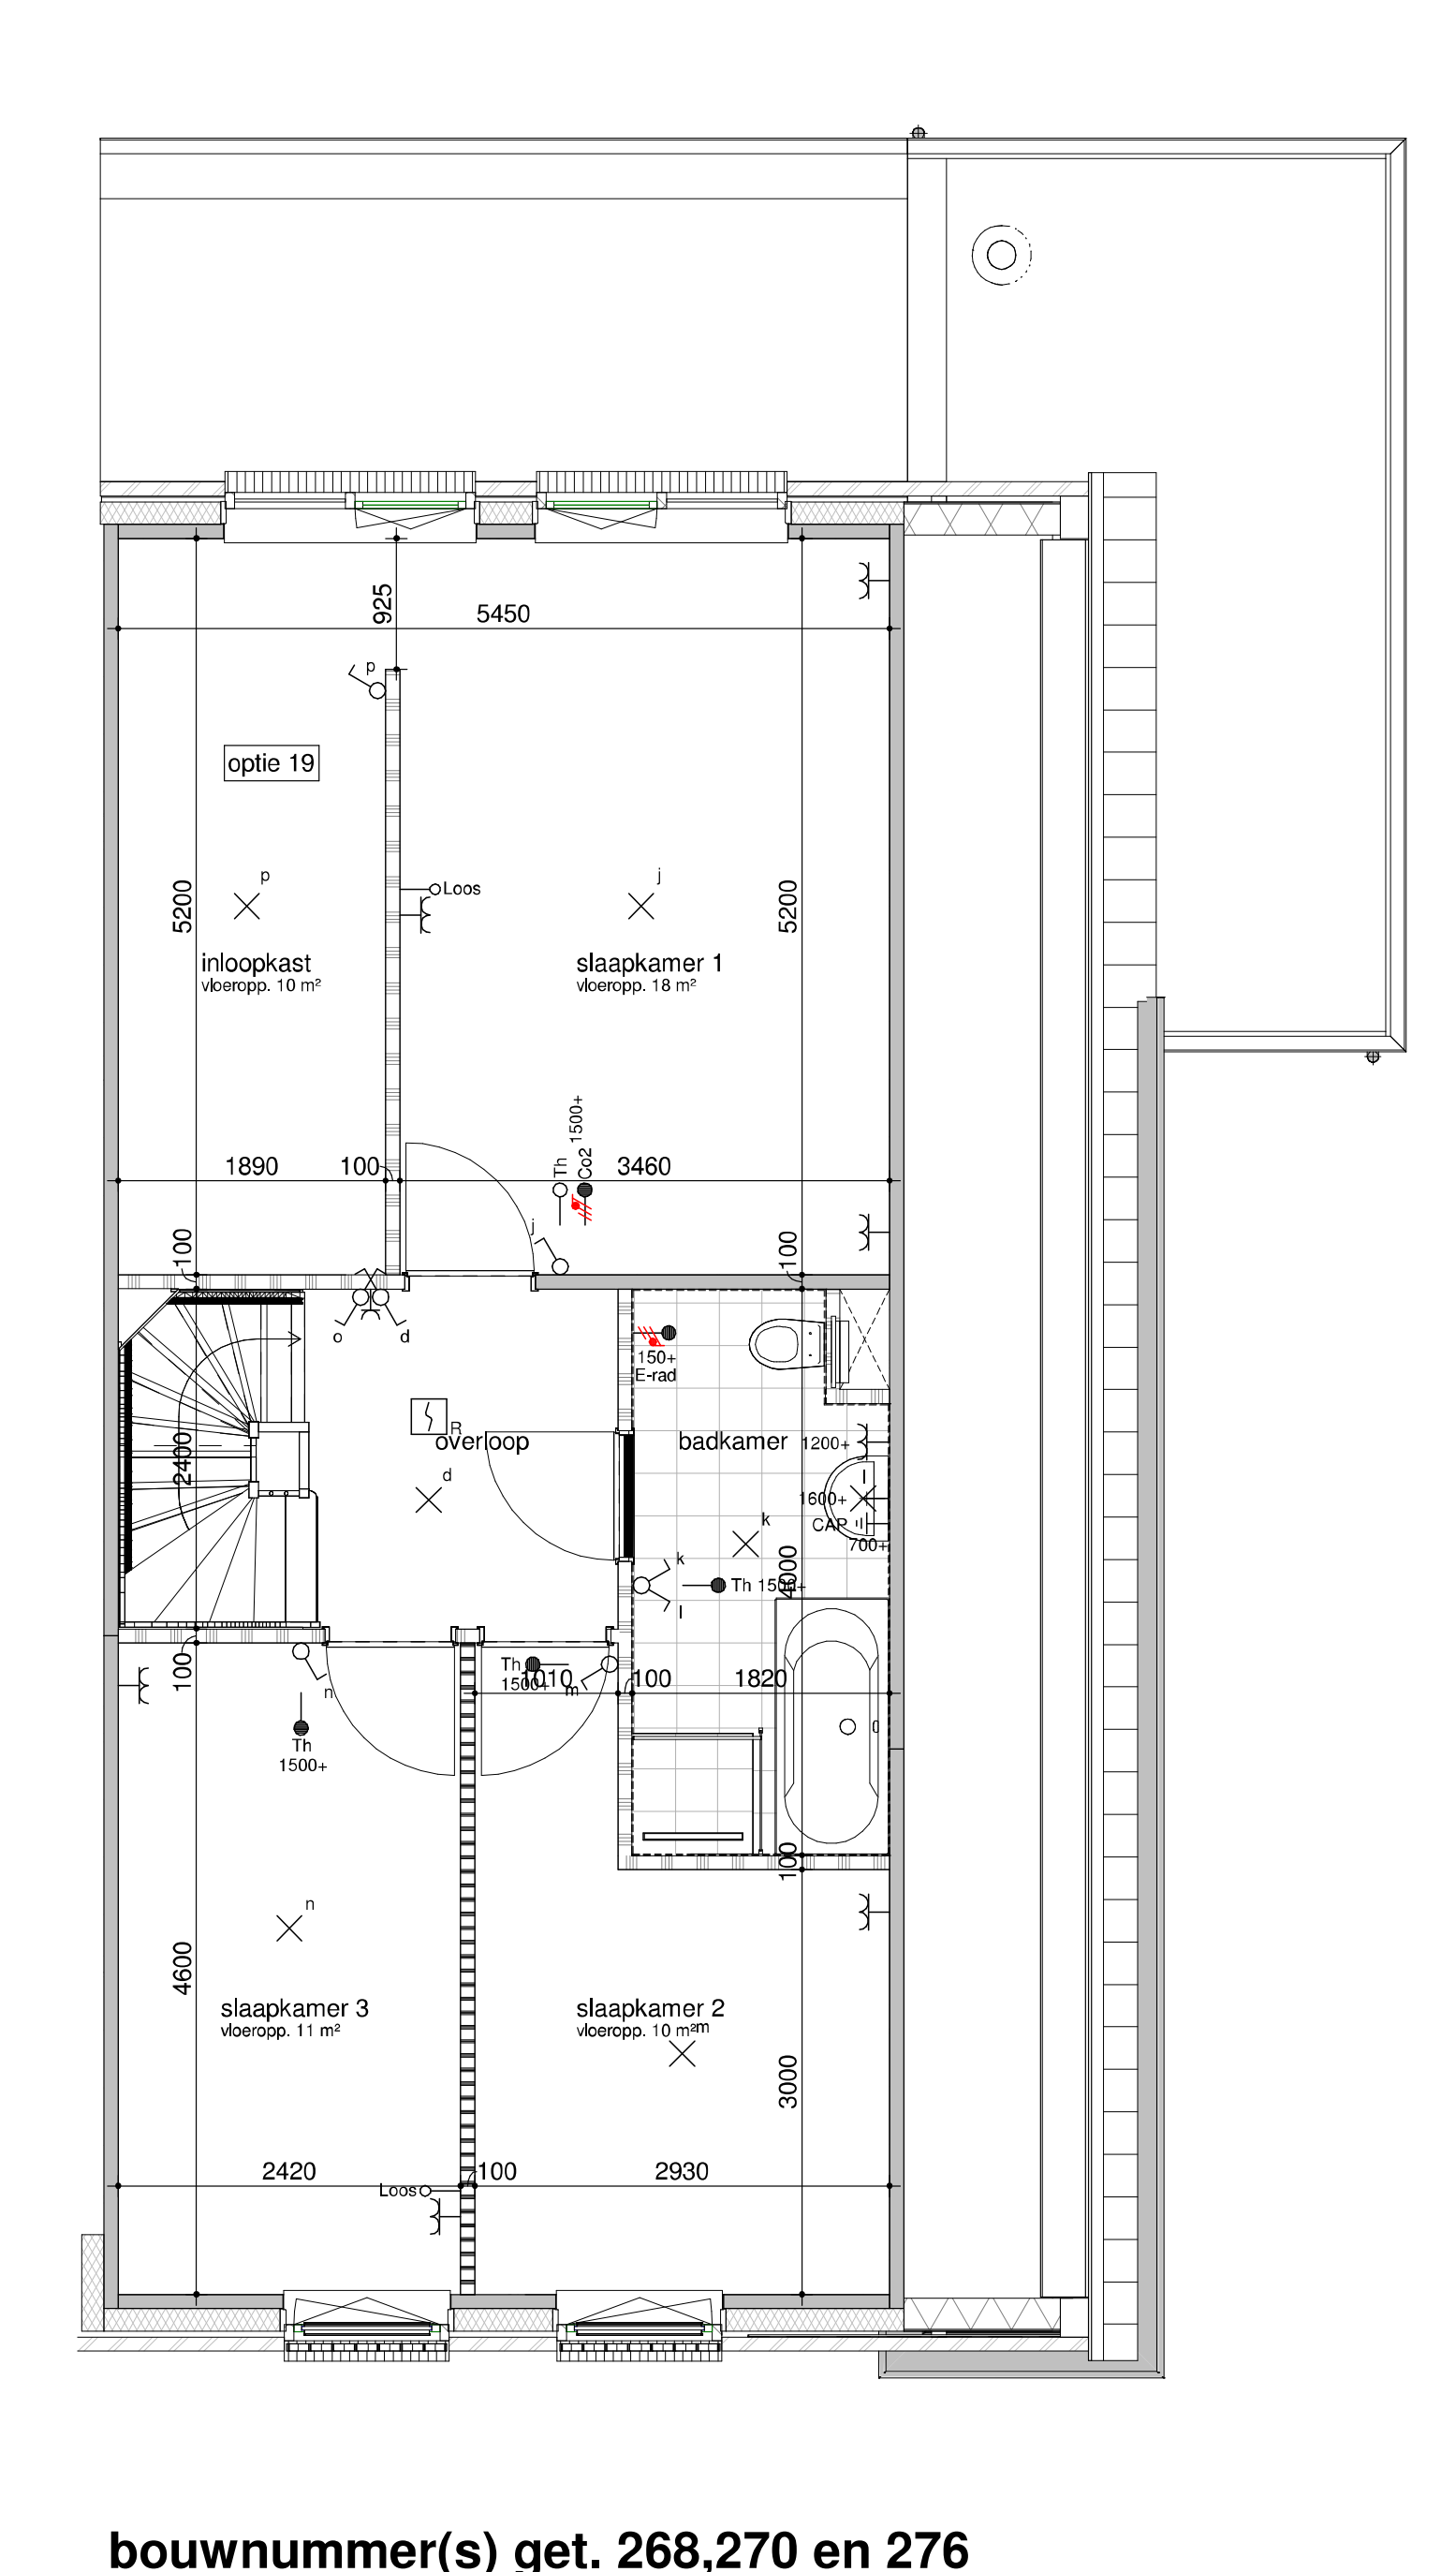 925
5450
p
optie 19
p
j
5200
Loos
5200
inloopkast
vloeropp. 10 m²
slaapkamer 1
vloeropp. 18 m²
Th
Co2 1500+
1890
100
3460
j
100
100
o
d
150+
E-rad
R
overloop
badkamer
1200+
2400
d
1600+
k
CAP
700+
k
4000
Th 1500+
l
100
n
Th
1500+
1010
m
100
1820
Th
1500+
100
n
4600
slaapkamer 3
vloeropp. 11 m²
slaapkamer 2
vloeropp. 10 m²
m
3000
2420
100
2930
Loos
bouwnummer(s) get. 268,270 en 276